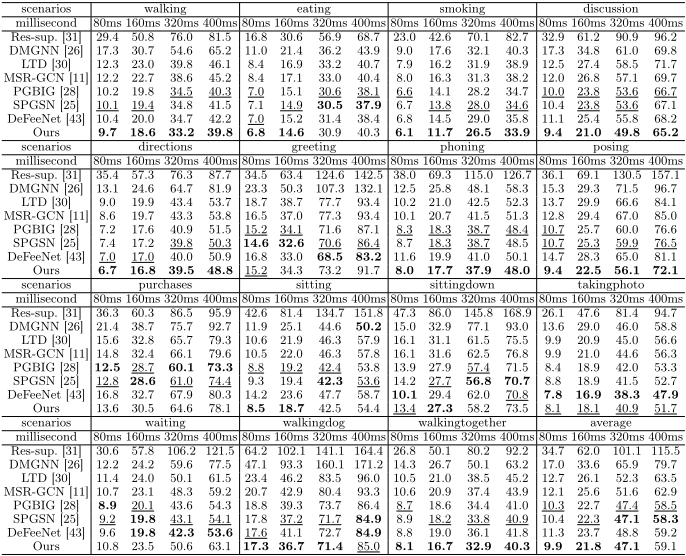 scenarios walking eating smoking discussion
millisecond 80ms 160ms 320ms 400ms 80ms 160ms 320ms 400ms 80ms 160ms 320ms 400ms 80ms 160ms 320ms 400ms
Res-sup. [31] 29.4 50.8 76.0 81.5 16.8 30.6 56.9 68.7 23.0 42.6 70.1 82.7 32.9 61.2 90.9 96.2
DMGNN [26] 17.3 30.7 54.6 65.2 11.0 21.4 36.2 43.9 9.0 17.6 32.1 40.3 17.3 34.8 61.0 69.8
LTD [30] 12.3 23.0 39.8 46.1 8.4 16.9 33.2 40.7 7.9 16.2 31.9 38.9 12.5 27.4 58.5 71.7
MSR-GCN [11] 12.2 22.7 38.6 45.2 8.4 17.1 33.0 40.4 8.0 16.3 31.3 38.2 12.0 26.8 57.1 69.7
PGBIG [28] 10.2 19.8 34.5 40.3 7.0 15.1 30.6 38.1 6.6 14.1 28.2 34.7 10.0 23.8 53.6 66.7
SPGSN [25] 10.1 19.4 34.8 41.5 7.1 14.9 30.5 37.9 6.7 13.8 28.0 34.6 10.4 23.8 53.6 67.1
DeFeeNet [43] 10.4 20.0 34.7 42.2 7.0 15.2 31.4 38.4 6.8 14.5 29.0 35.8 11.1 25.4 55.8 68.2
Ours 9.7 18.6 33.2 39.8 6.8 14.6 30.9 40.3 6.1 11.7 26.5 33.9 9.4 21.0 49.8 65.2
scenarios directions greeting phoning posing
millisecond 80ms 160ms 320ms 400ms 80ms 160ms 320ms 400ms 80ms 160ms 320ms 400ms 80ms 160ms 320ms 400ms
Res-sup. [31] 35.4 57.3 76.3 87.7 34.5 63.4 124.6 142.5 38.0 69.3 115.0 126.7 36.1 69.1 130.5 157.1
DMGNN [26] 13.1 24.6 64.7 81.9 23.3 50.3 107.3 132.1 12.5 25.8 48.1 58.3 15.3 29.3 71.5 96.7
LTD [30] 9.0 19.9 43.4 53.7 18.7 38.7 77.7 93.4 10.2 21.0 42.5 52.3 13.7 29.9 66.6 84.1
MSR-GCN [11] 8.6 19.7 43.3 53.8 16.5 37.0 77.3 93.4 10.1 20.7 41.5 51.3 12.8 29.4 67.0 85.0
PGBIG [28] 7.2 17.6 40.9 51.5 15.2 34.1 71.6 87.1 8.3 18.3 38.7 48.4 10.7 25.7 60.0 76.6
SPGSN [25] 7.4 17.2 39.8 50.3 14.6 32.6 70.6 86.4 8.7 18.3 38.7 48.5 10.7 25.3 59.9 76.5
DeFeeNet [43] 7.0 17.0 40.0 50.9 16.8 33.0 68.5 83.2 11.6 19.9 41.0 50.1 14.7 28.3 65.0 81.1
Ours 6.7 16.8 39.5 48.8 15.2 34.3 73.2 91.7 8.0 17.7 37.9 48.0 9.4 22.5 56.1 72.1
scenarios purchases sitting sittingdown takingphoto
millisecond 80ms 160ms 320ms 400ms 80ms 160ms 320ms 400ms 80ms 160ms 320ms 400ms 80ms 160ms 320ms 400ms
Res-sup. [31] 36.3 60.3 86.5 95.9 42.6 81.4 134.7 151.8 47.3 86.0 145.8 168.9 26.1 47.6 81.4 94.7
DMGNN [26] 21.4 38.7 75.7 92.7 11.9 25.1 44.6 50.2 15.0 32.9 77.1 93.0 13.6 29.0 46.0 58.8
LTD [30] 15.6 32.8 65.7 79.3 10.6 21.9 46.3 57.9 16.1 31.1 61.5 75.5 9.9 20.9 45.0 56.6
MSR-GCN [11] 14.8 32.4 66.1 79.6 10.5 22.0 46.3 57.8 16.1 31.6 62.5 76.8 9.9 21.0 44.6 56.3
PGBIG [28] 12.5 28.7 60.1 73.3 8.8 19.2 42.4 53.8 13.9 27.9 57.4 71.5 8.4 18.9 42.0 53.3
SPGSN [25] 12.8 28.6 61.0 74.4 9.3 19.4 42.3 53.6 14.2 27.7 56.8 70.7 8.8 18.9 41.5 52.7
DeFeeNet [43] 16.8 32.7 67.9 80.3 14.2 23.6 47.7 58.7 10.1 29.4 62.0 70.8 7.8 16.9 38.3 47.9
Ours 13.6 30.5 64.6 78.1 8.5 18.7 42.5 54.4 13.4 27.3 58.2 73.5 8.1 18.1 40.9 51.7
scenarios waiting walkingdog walkingtogether average
millisecond 80ms 160ms 320ms 400ms 80ms 160ms 320ms 400ms 80ms 160ms 320ms 400ms 80ms 160ms 320ms 400ms
Res-sup. [31] 30.6 57.8 106.2 121.5 64.2 102.1 141.1 164.4 26.8 50.1 80.2 92.2 34.7 62.0 101.1 115.5
DMGNN [26] 12.2 24.2 59.6 77.5 47.1 93.3 160.1 171.2 14.3 26.7 50.1 63.2 17.0 33.6 65.9 79.7
LTD [30] 11.4 24.0 50.1 61.5 23.4 46.2 83.5 96.0 10.5 21.0 38.5 45.2 12.7 26.1 52.3 63.5
MSR-GCN [11] 10.7 23.1 48.3 59.2 20.7 42.9 80.4 93.3 10.6 20.9 37.4 43.9 12.1 25.6 51.6 62.9
PGBIG [28] 8.9 20.1 43.6 54.3 18.8 39.3 73.7 86.4 8.7 18.6 34.4 41.0 10.3 22.7 47.4 58.5
SPGSN [25] 9.2 19.8 43.1 54.1 17.8 37.2 71.7 84.9 8.9 18.2 33.8 40.9 10.4 22.3 47.1 58.3
DeFeeNet [43] 9.6 19.8 42.3 53.6 17.6 41.1 72.7 84.9 8.8 19.0 36.1 41.8 11.3 23.7 48.8 59.2
Ours 10.8 23.5 50.6 63.1 17.3 36.7 71.4 85.0 8.1 16.7 32.9 40.3 9.9 21.8 47.1 59.1